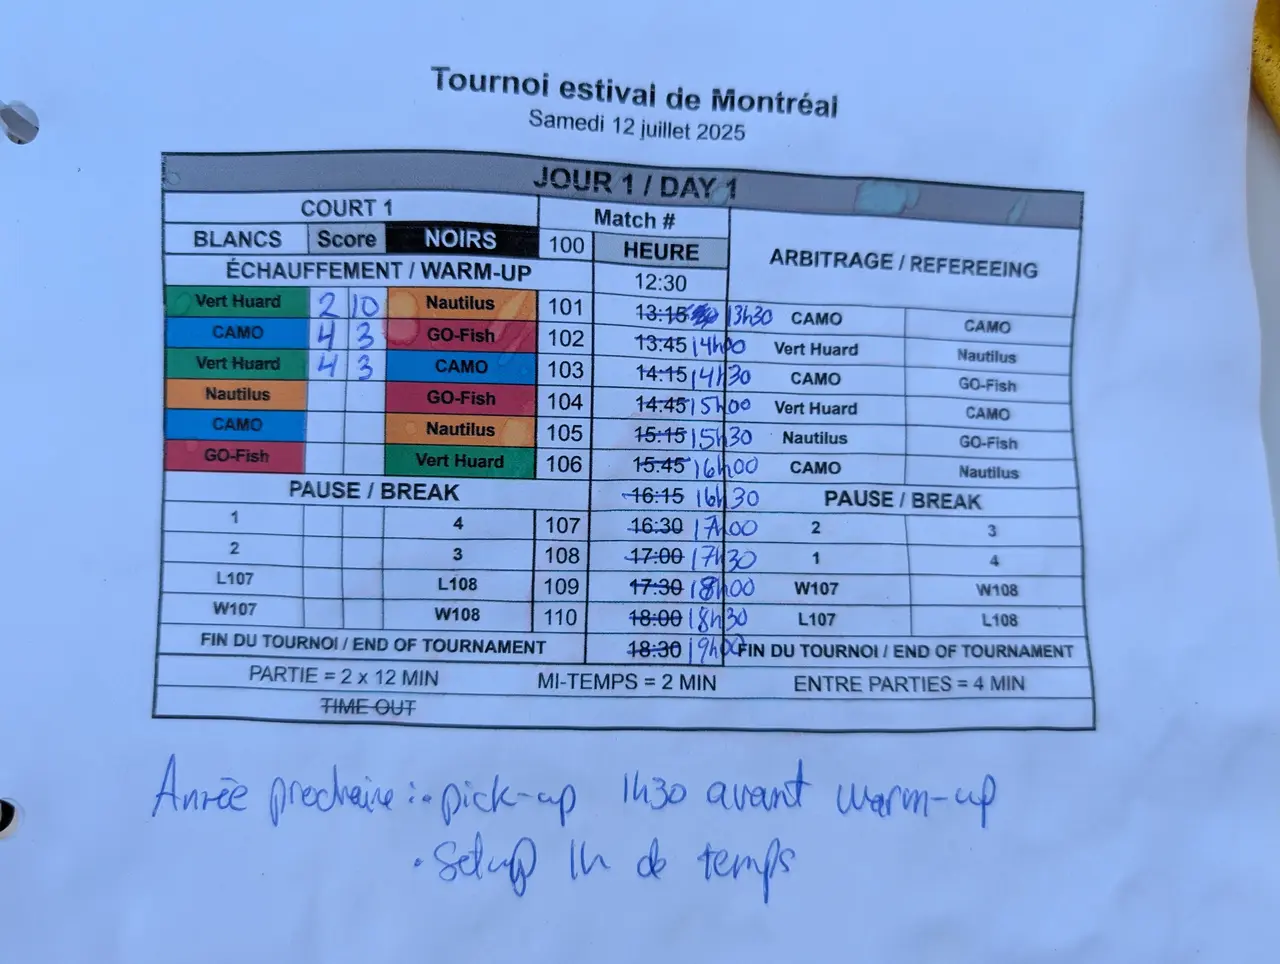 Tournoi estival de Montréal
Samedi 12 juillet 2025
JOUR 1 / DAY 1
COURT 1 Match # ARBITRAGE / REFEREEING
BLANCS Score NOIRS 100 HEURE
ÉCHAUFFEMENT / WARM-UP 12:30
Vert Huard 2 10 Nautilus 101 13:15 13h30 CAMO CAMO
CAMO 4 3 GO-Fish 102 13:45 14h00 Vert Huard Nautilus
Vert Huard 4 3 CAMO 103 14:15 14h30 CAMO GO-Fish
Nautilus GO-Fish 104 14:45 15h00 Vert Huard CAMO
CAMO Nautilus 105 15:15 15h30 Nautilus GO-Fish
GO-Fish Vert Huard 106 15:45 16h00 CAMO Nautilus
PAUSE / BREAK 16:15 16h30 PAUSE / BREAK
1 4 107 16:30 17h00 2 3
2 3 108 17:00 17h30 1 4
L107 L108 109 17:30 18h00 W107 W108
W107 W108 110 18:00 18h30 L107 L108
FIN DU TOURNOI / END OF TOURNAMENT 18:30 19h00 FIN DU TOURNOI / END OF TOURNAMENT
PARTIE = 2 x 12 MIN MI-TEMPS = 2 MIN ENTRE PARTIES = 4 MIN
TIME OUT
Année prochaine : • pick-up 1h30 avant warm-up
• Setup 1h de temps